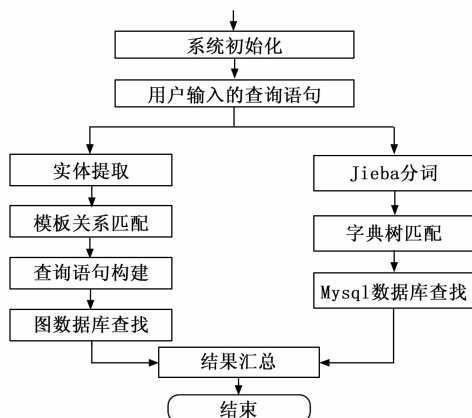 系统初始化
用户输入的查询语句
实体提取
模板关系匹配
查询语句构建
图数据库查找
Jieba分词
字典树匹配
Mysql数据库查找
结果汇总
结束